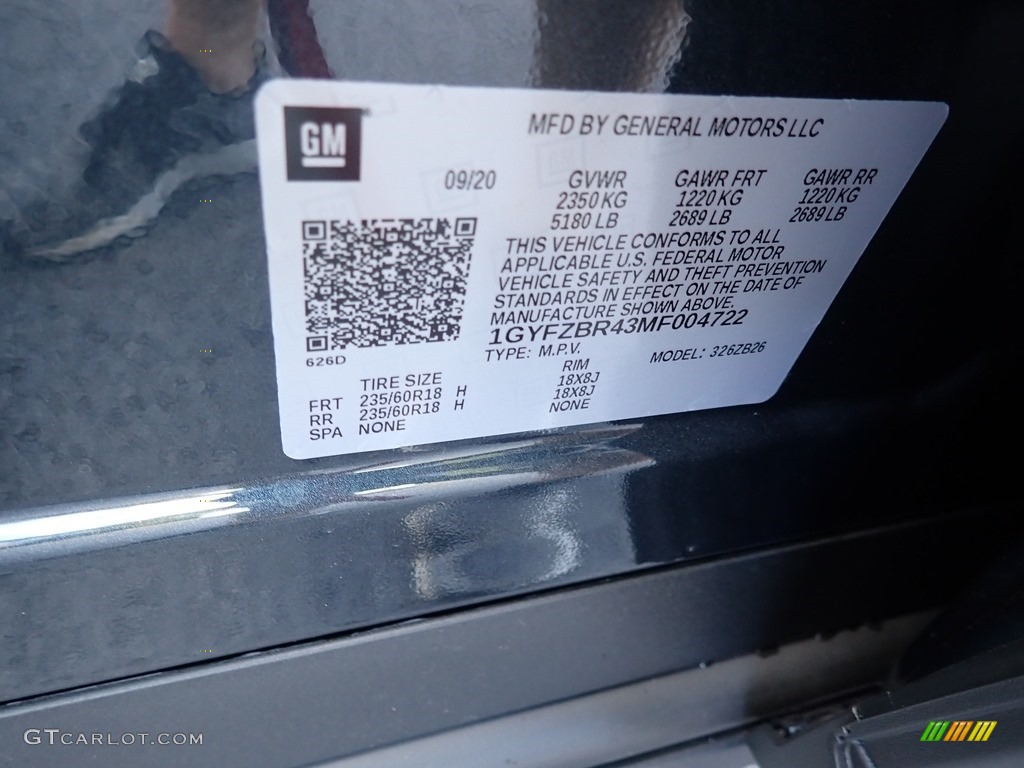 GM
MFD BY GENERAL MOTORS LLC
09/20
GVWR GAWR FRT GAWR RR
2350 KG 1220 KG 1220 KG
5180 LB 2689 LB 2689 LB
THIS VEHICLE CONFORMS TO ALL
APPLICABLE U.S. FEDERAL MOTOR
VEHICLE SAFETY AND THEFT PREVENTION
STANDARDS IN EFFECT ON THE DATE OF
MANUFACTURE SHOWN ABOVE.
1GYFZBR43MF004722
626D
TYPE: M.P.V. MODEL: 326ZB26
TIRE SIZE RIM
FRT 235/60R18 H 18X8J
RR 235/60R18 H 18X8J
SPA NONE NONE
GTCARLOT.COM